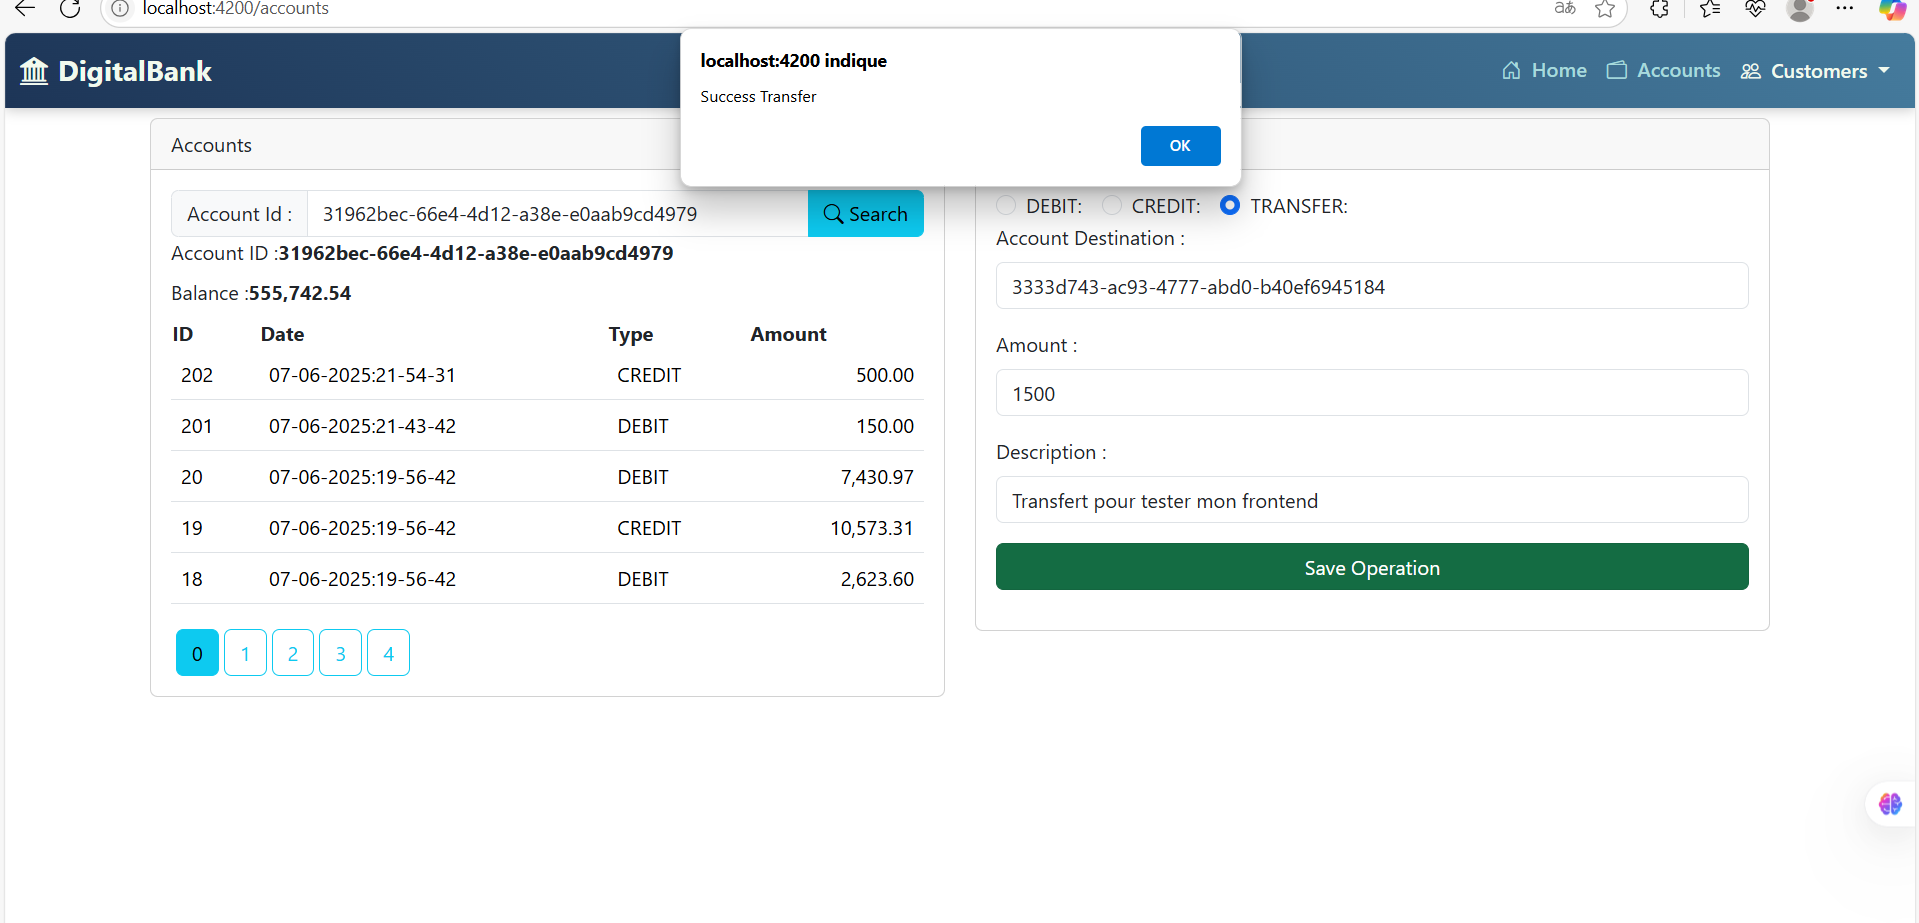 localhost:4200/accounts
DigitalBank
Home
Accounts
Customers
localhost:4200 indique
Success Transfer
OK
Accounts
Account Id :
31962bec-66e4-4d12-a38e-e0aab9cd4979
Search
Account ID :31962bec-66e4-4d12-a38e-e0aab9cd4979
Balance :555,742.54
ID Date Type Amount
202 07-06-2025:21-54-31 CREDIT 500.00
201 07-06-2025:21-43-42 DEBIT 150.00
20 07-06-2025:19-56-42 DEBIT 7,430.97
19 07-06-2025:19-56-42 CREDIT 10,573.31
18 07-06-2025:19-56-42 DEBIT 2,623.60
0 1 2 3 4
DEBIT: CREDIT: TRANSFER:
Account Destination :
3333d743-ac93-4777-abd0-b40ef6945184
Amount :
1500
Description :
Transfert pour tester mon frontend
Save Operation